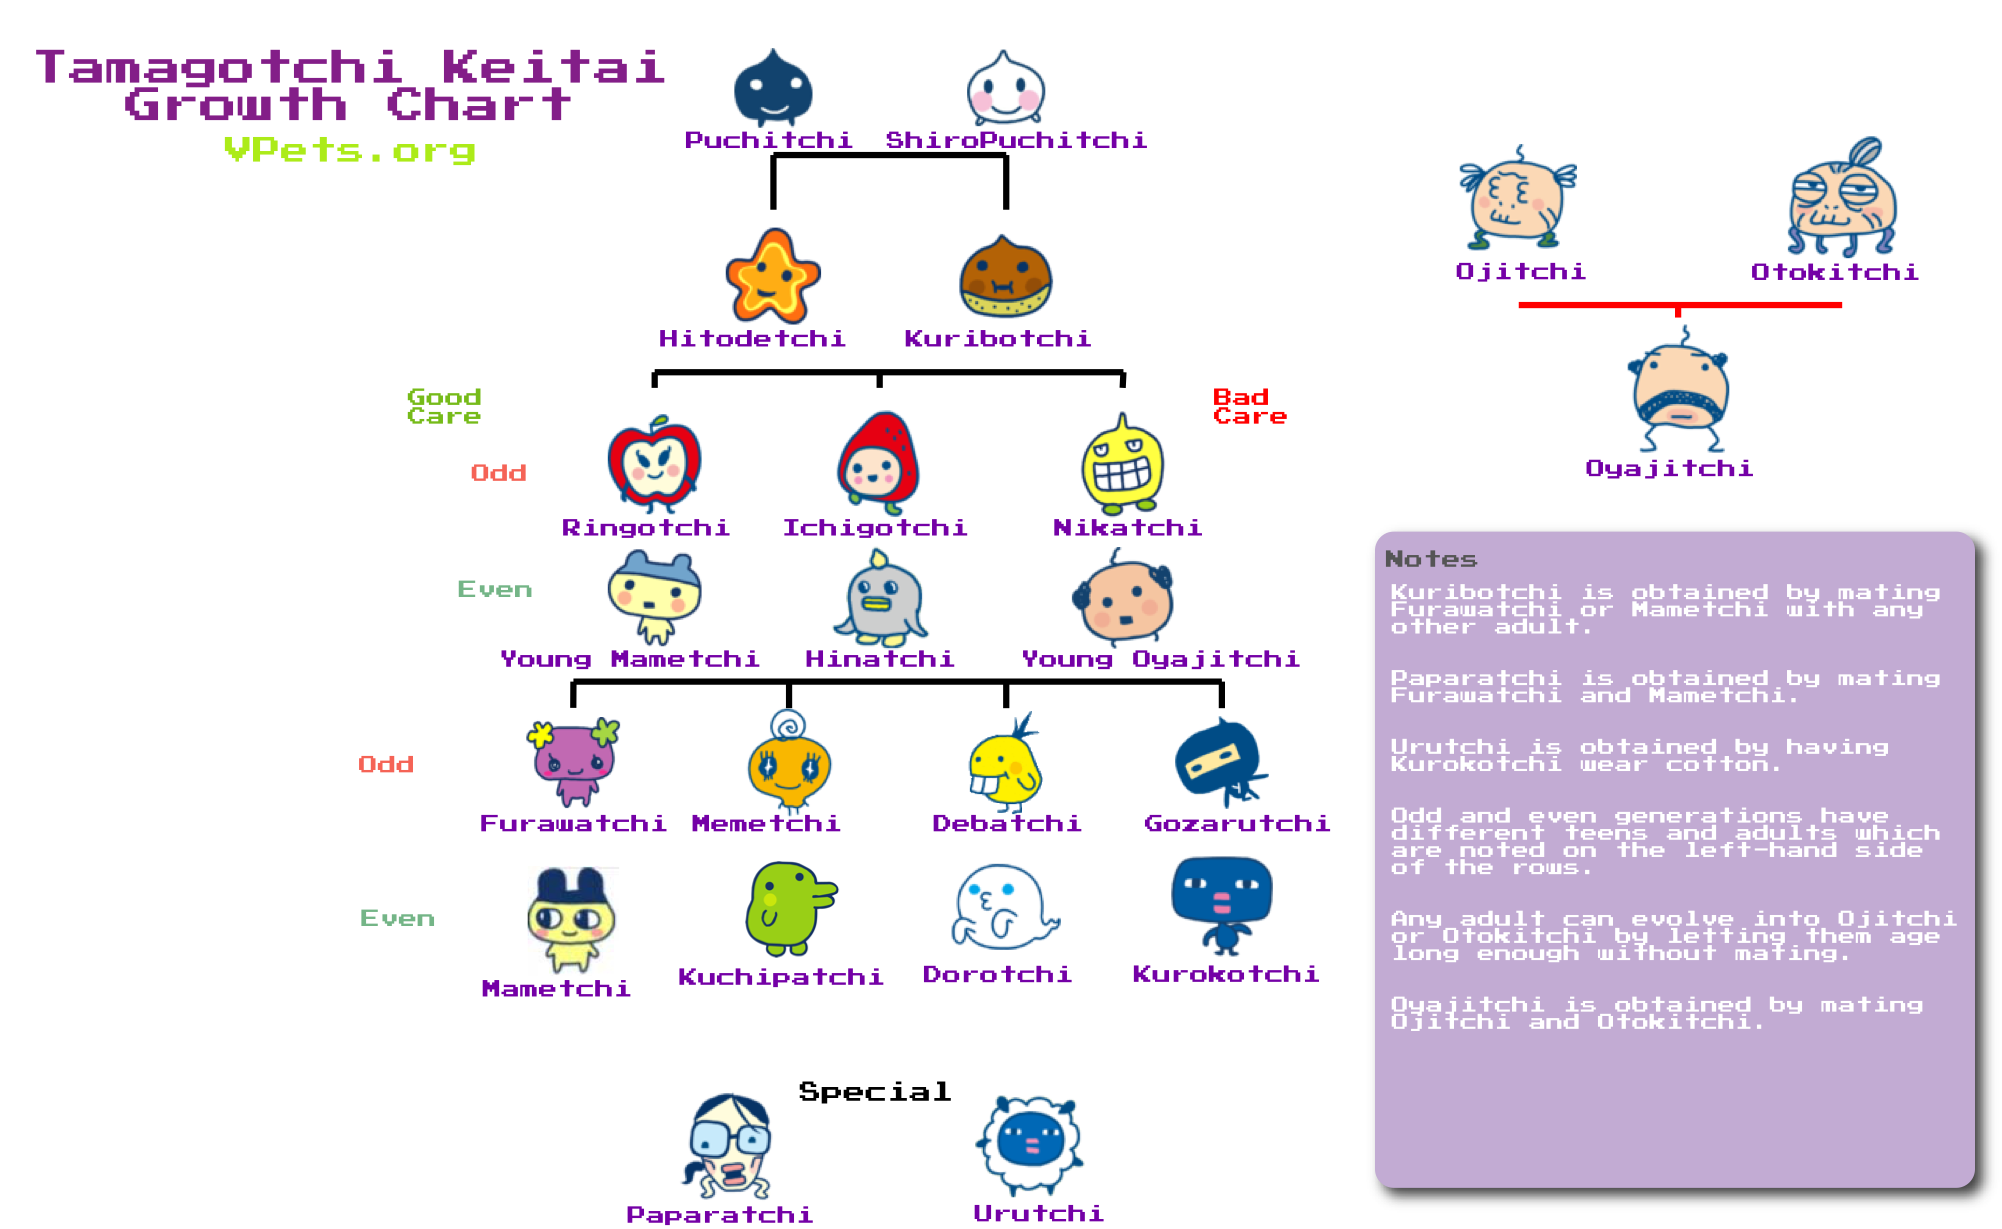 Tamagotchi Keitai
Growth Chart
VPets.org
Puchitchi
ShiroPuchitchi
Hitodetchi
Kuribotchi
Good
Care
Bad
Care
Odd
Ringotchi
Ichigotchi
Nikatchi
Even
Young Mametchi
Hinatchi
Young Oyajitchi
Odd
Furawatchi
Memetchi
Debatchi
Gozarutchi
Even
Mametchi
Kuchipatchi
Dorotchi
Kurokotchi
Special
Paparatchi
Urutchi
Ojitchi
Otokitchi
Oyajitchi
Notes
Kuribotchi is obtained by mating
Furawatchi or Mametchi with any
other adult.
Paparatchi is obtained by mating
Furawatchi and Mametchi.
Urutchi is obtained by having
Kurokotchi wear cotton.
Odd and even generations have
different teens and adults which
are noted on the left-hand side
of the rows.
Any adult can evolve into Ojitchi
or Otokitchi by letting them age
long enough without mating.
Oyajitchi is obtained by mating
Ojitchi and Otokitchi.